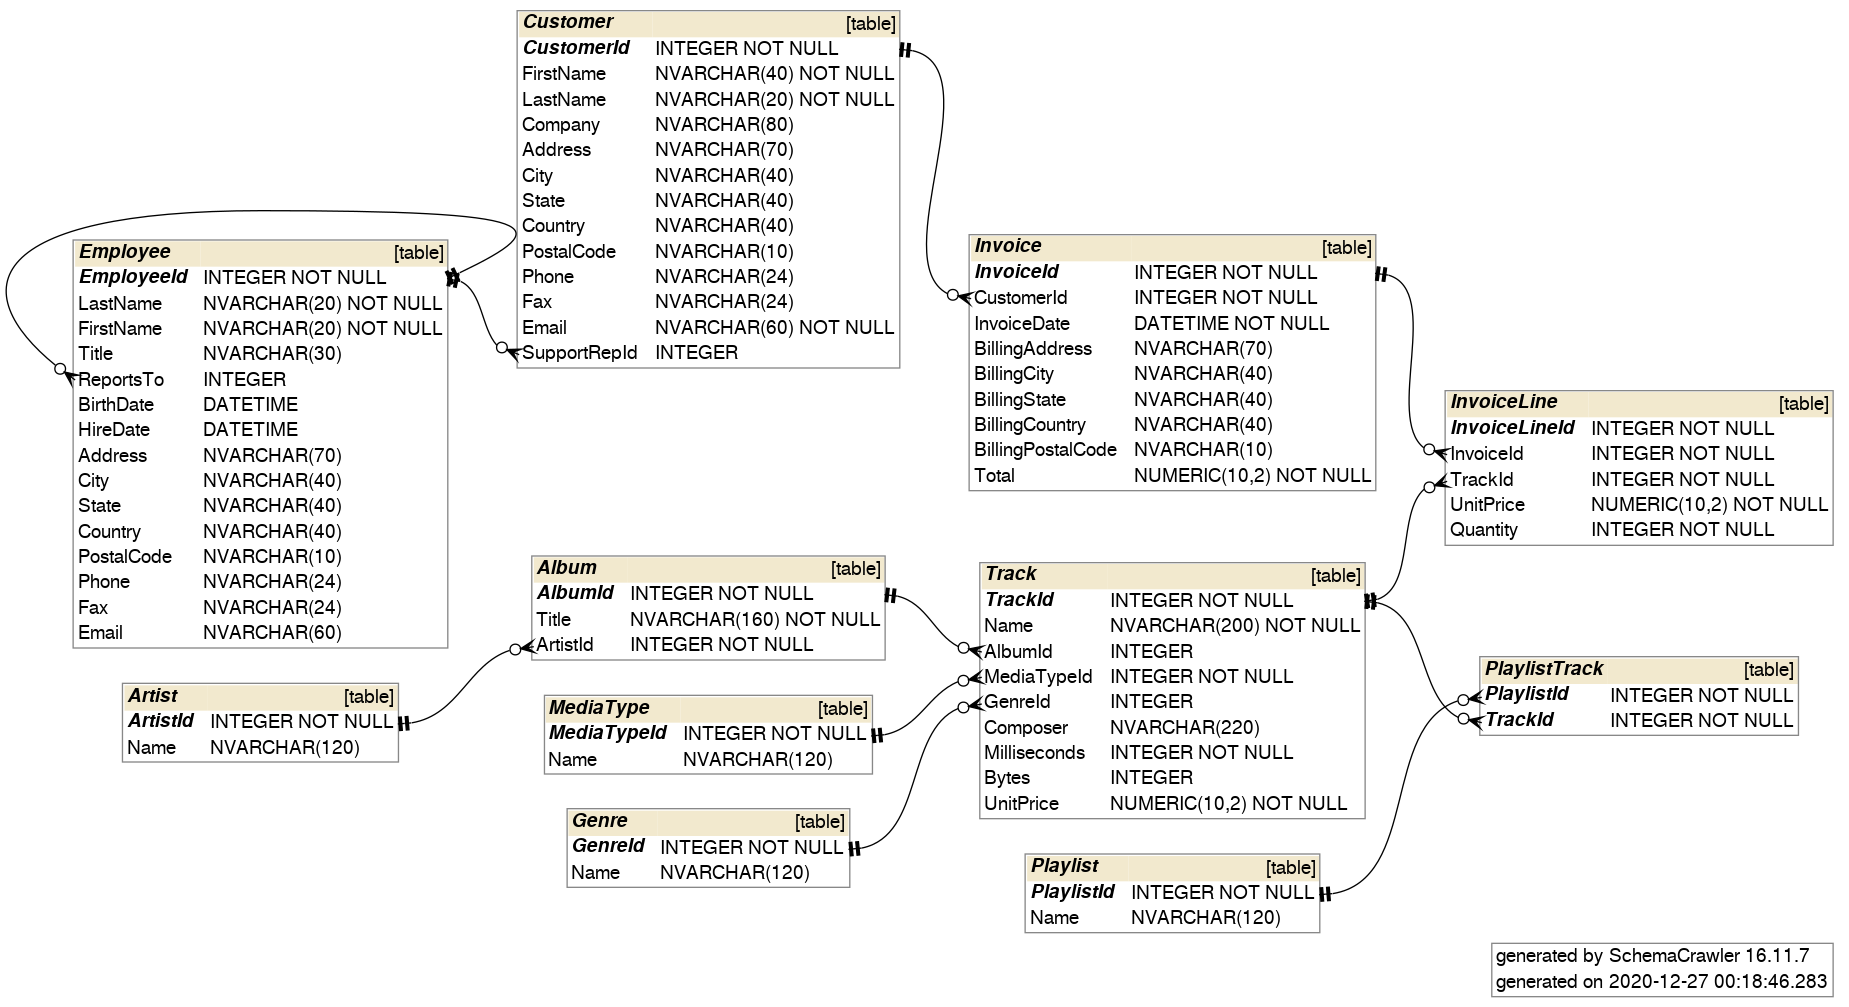 Customer [table]
CustomerId INTEGER NOT NULL
FirstName NVARCHAR(40) NOT NULL
LastName NVARCHAR(20) NOT NULL
Company NVARCHAR(80)
Address NVARCHAR(70)
City NVARCHAR(40)
State NVARCHAR(40)
Country NVARCHAR(40)
PostalCode NVARCHAR(10)
Phone NVARCHAR(24)
Fax NVARCHAR(24)
Email NVARCHAR(60) NOT NULL
SupportRepId INTEGER
Employee [table]
EmployeeId INTEGER NOT NULL
LastName NVARCHAR(20) NOT NULL
FirstName NVARCHAR(20) NOT NULL
Title NVARCHAR(30)
ReportsTo INTEGER
BirthDate DATETIME
HireDate DATETIME
Address NVARCHAR(70)
City NVARCHAR(40)
State NVARCHAR(40)
Country NVARCHAR(40)
PostalCode NVARCHAR(10)
Phone NVARCHAR(24)
Fax NVARCHAR(24)
Email NVARCHAR(60)
Invoice [table]
InvoiceId INTEGER NOT NULL
CustomerId INTEGER NOT NULL
InvoiceDate DATETIME NOT NULL
BillingAddress NVARCHAR(70)
BillingCity NVARCHAR(40)
BillingState NVARCHAR(40)
BillingCountry NVARCHAR(40)
BillingPostalCode NVARCHAR(10)
Total NUMERIC(10,2) NOT NULL
InvoiceLine [table]
InvoiceLineId INTEGER NOT NULL
InvoiceId INTEGER NOT NULL
TrackId INTEGER NOT NULL
UnitPrice NUMERIC(10,2) NOT NULL
Quantity INTEGER NOT NULL
Album [table]
AlbumId INTEGER NOT NULL
Title NVARCHAR(160) NOT NULL
ArtistId INTEGER NOT NULL
Track [table]
TrackId INTEGER NOT NULL
Name NVARCHAR(200) NOT NULL
AlbumId INTEGER
MediaTypeId INTEGER NOT NULL
GenreId INTEGER
Composer NVARCHAR(220)
Milliseconds INTEGER NOT NULL
Bytes INTEGER
UnitPrice NUMERIC(10,2) NOT NULL
PlaylistTrack [table]
PlaylistId INTEGER NOT NULL
TrackId INTEGER NOT NULL
Artist [table]
ArtistId INTEGER NOT NULL
Name NVARCHAR(120)
MediaType [table]
MediaTypeId INTEGER NOT NULL
Name NVARCHAR(120)
Genre [table]
GenreId INTEGER NOT NULL
Name NVARCHAR(120)
Playlist [table]
PlaylistId INTEGER NOT NULL
Name NVARCHAR(120)
generated by SchemaCrawler 16.11.7
generated on 2020-12-27 00:18:46.283